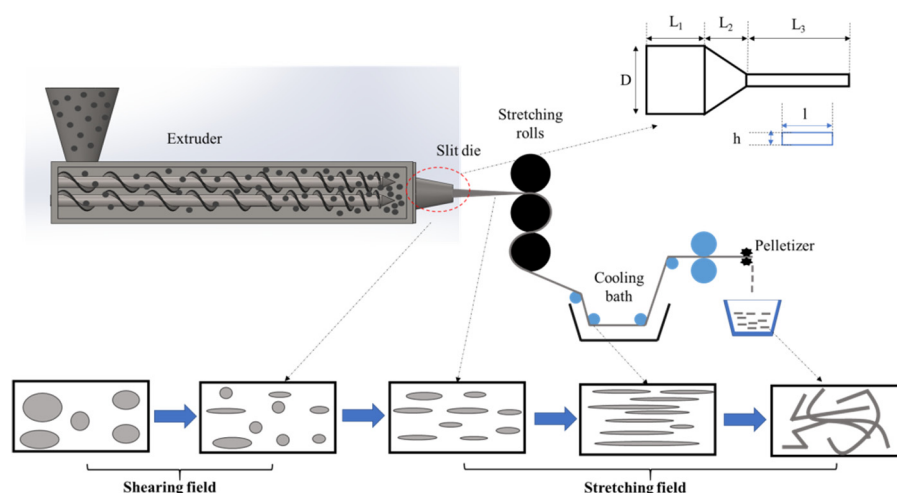 L₁
L₂
L₃
D
l
h
Stretching
rolls
Extruder
Slit die
Pelletizer
Cooling
bath
Shearing field
Stretching field